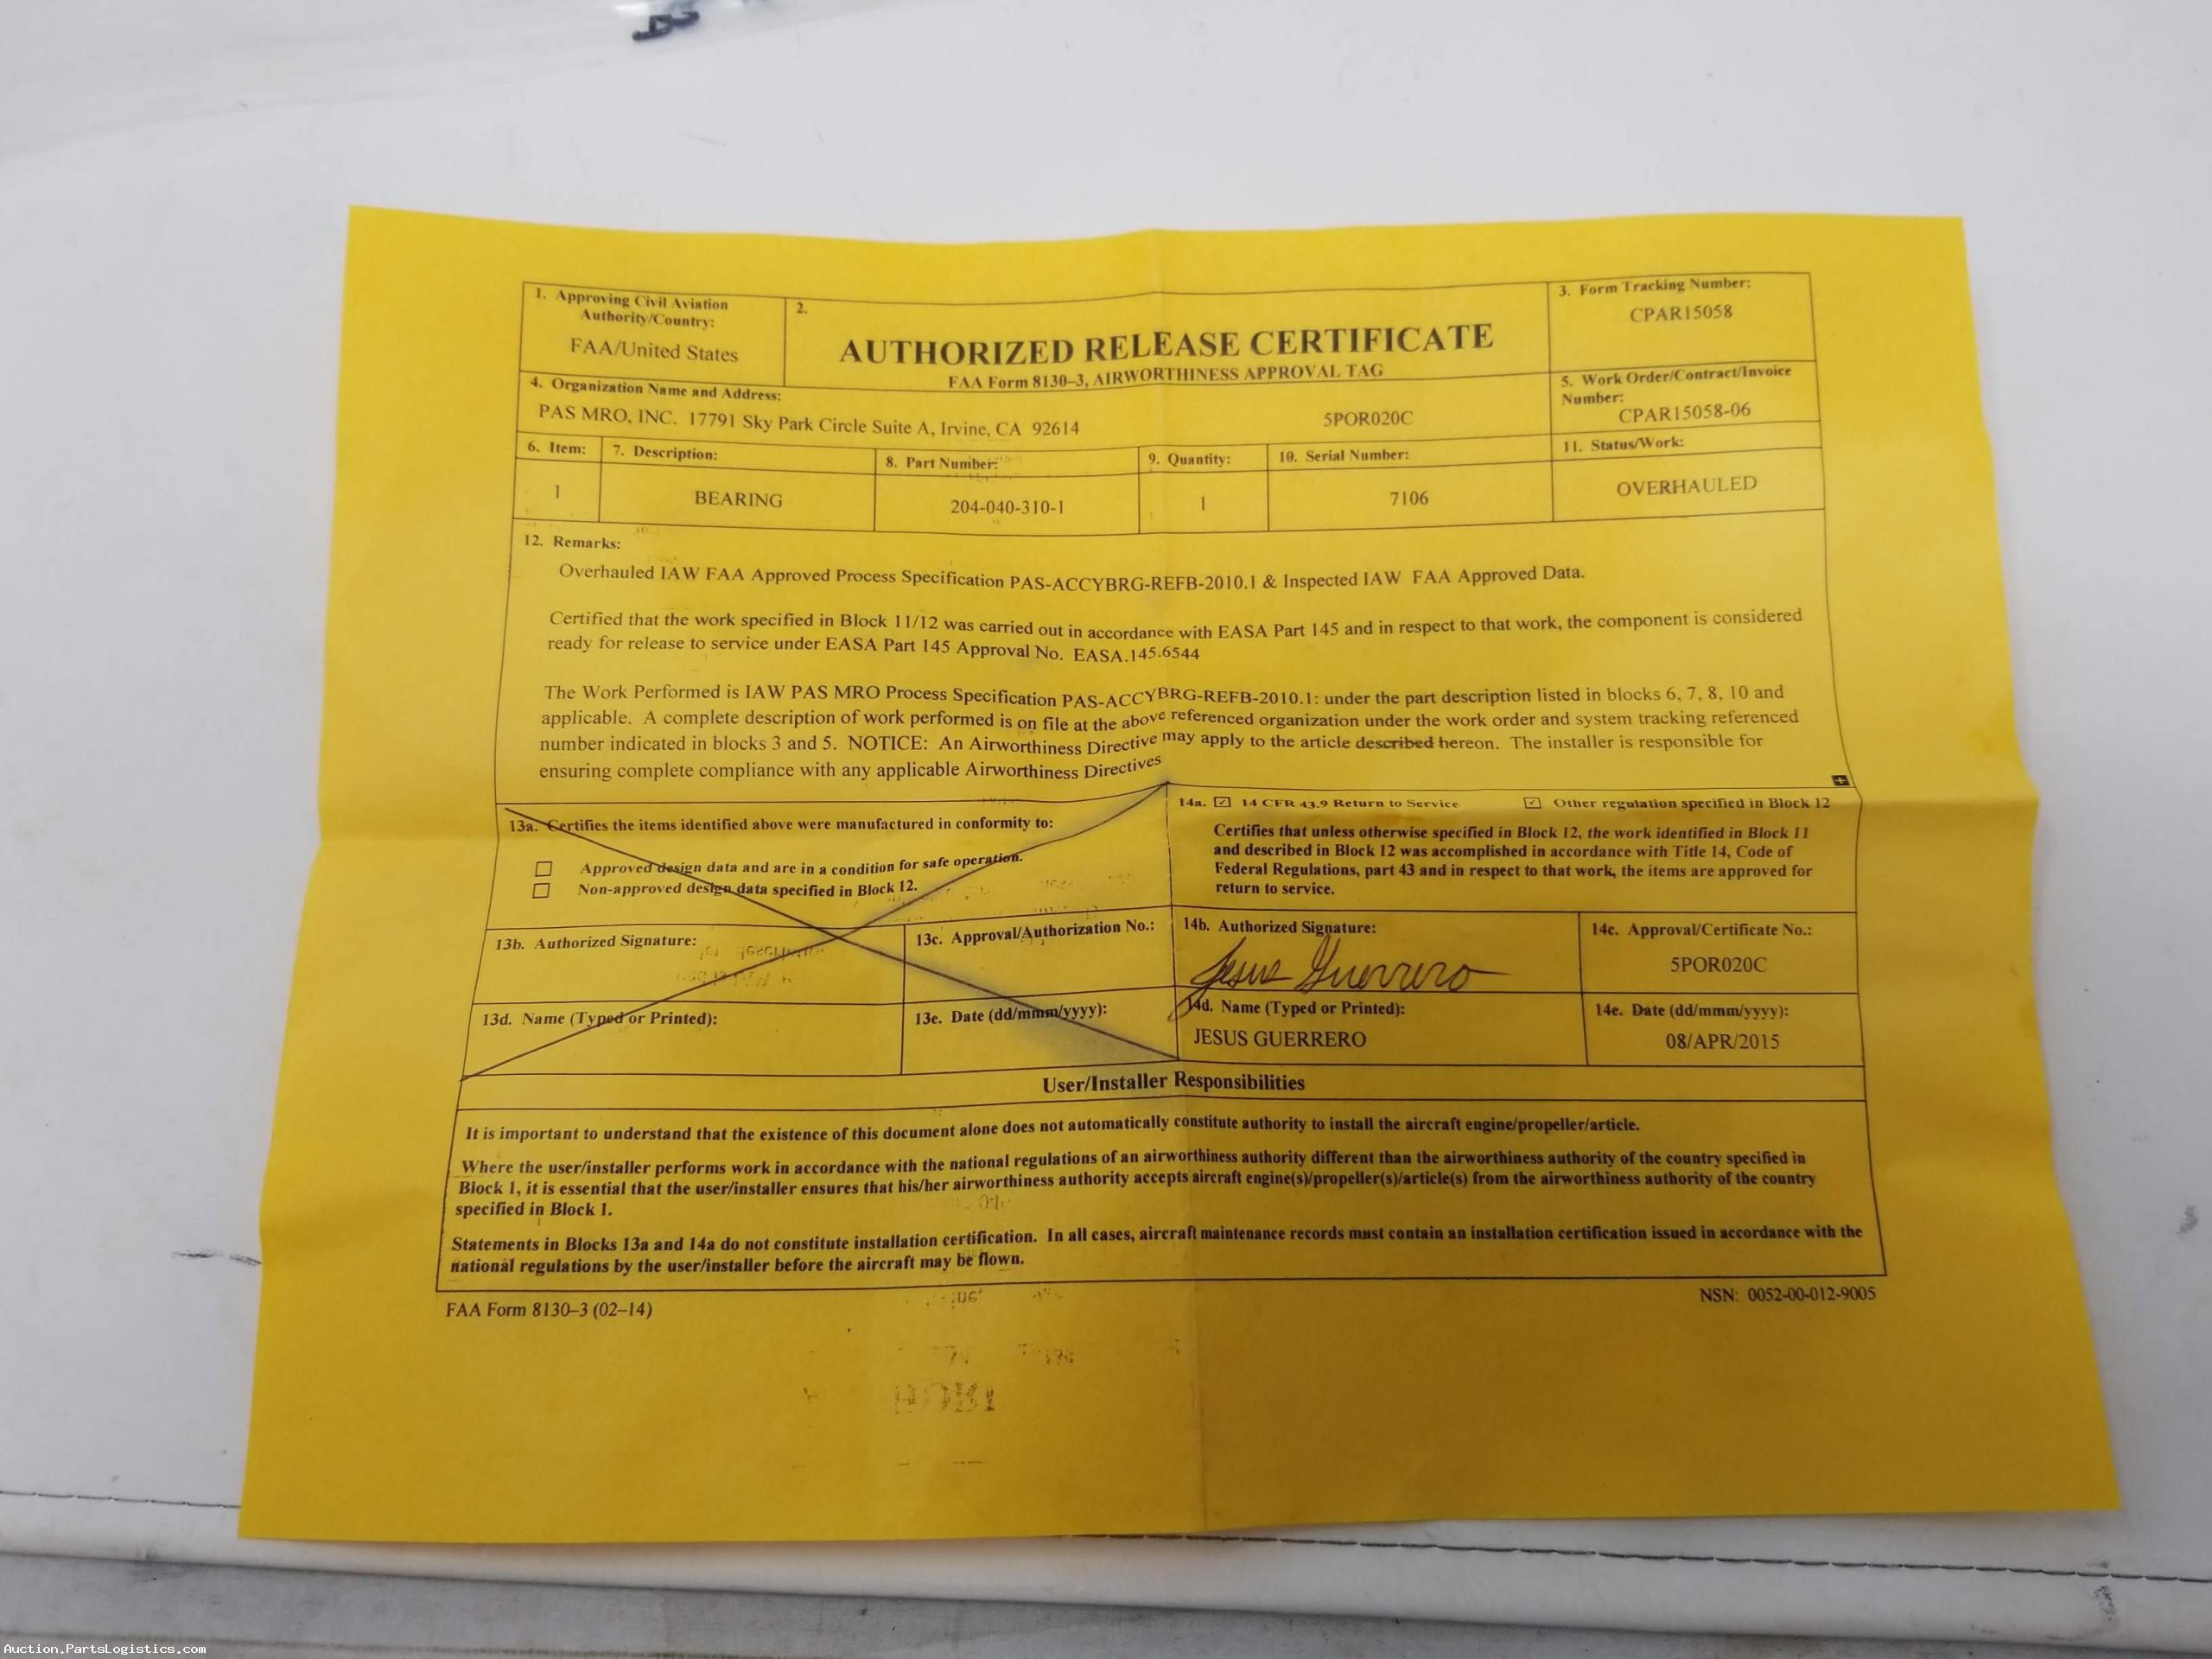 1. Approving Civil Aviation
Authority/Country:
FAA/United States
2.
AUTHORIZED RELEASE CERTIFICATE
FAA Form 8130–3, AIRWORTHINESS APPROVAL TAG
3. Form Tracking Number:
CPAR15058
4. Organization Name and Address:
PAS MRO, INC. 17791 Sky Park Circle Suite A, Irvine, CA 92614
5POR020C
5. Work Order/Contract/Invoice
Number:
CPAR15058-06
6. Item:
7. Description:
8. Part Number:
9. Quantity:
10. Serial Number:
11. Status/Work:
1
BEARING
204-040-310-1
1
7106
OVERHAULED
12. Remarks:
Overhauled IAW FAA Approved Process Specification PAS-ACCYBRG-REFB-2010.1 & Inspected IAW FAA Approved Data.
Certified that the work specified in Block 11/12 was carried out in accordance with EASA Part 145 and in respect to that work, the component is considered
ready for release to service under EASA Part 145 Approval No. EASA.145.6544
The Work Performed is IAW PAS MRO Process Specification PAS-ACCYBRG-REFB-2010.1: under the part description listed in blocks 6, 7, 8, 10 and
applicable. A complete description of work performed is on file at the above referenced organization under the work order and system tracking referenced
number indicated in blocks 3 and 5. NOTICE: An Airworthiness Directive may apply to the article described hereon. The installer is responsible for
ensuring complete compliance with any applicable Airworthiness Directives
13a. Certifies the items identified above were manufactured in conformity to:
Approved design data and are in a condition for safe operation.
Non-approved design data specified in Block 12.
14a. 14 CFR 43.9 Return to Service
Other regulation specified in Block 12
Certifies that unless otherwise specified in Block 12, the work identified in Block 11
and described in Block 12 was accomplished in accordance with Title 14, Code of
Federal Regulations, part 43 and in respect to that work, the items are approved for
return to service.
13b. Authorized Signature:
13c. Approval/Authorization No.:
14b. Authorized Signature:
Jesus Guerrero
14c. Approval/Certificate No.:
5POR020C
13d. Name (Typed or Printed):
13e. Date (dd/mmm/yyyy):
14d. Name (Typed or Printed):
JESUS GUERRERO
14e. Date (dd/mmm/yyyy):
08/APR/2015
User/Installer Responsibilities
It is important to understand that the existence of this document alone does not automatically constitute authority to install the aircraft engine/propeller/article.
Where the user/installer performs work in accordance with the national regulations of an airworthiness authority different than the airworthiness authority of the country specified in
Block 1, it is essential that the user/installer ensures that his/her airworthiness authority accepts aircraft engine(s)/propeller(s)/article(s) from the airworthiness authority of the country
specified in Block 1.
Statements in Blocks 13a and 14a do not constitute installation certification. In all cases, aircraft maintenance records must contain an installation certification issued in accordance with the
national regulations by the user/installer before the aircraft may be flown.
FAA Form 8130–3 (02–14)
NSN: 0052-00-012-9005
Auction.PartsLogistics.com